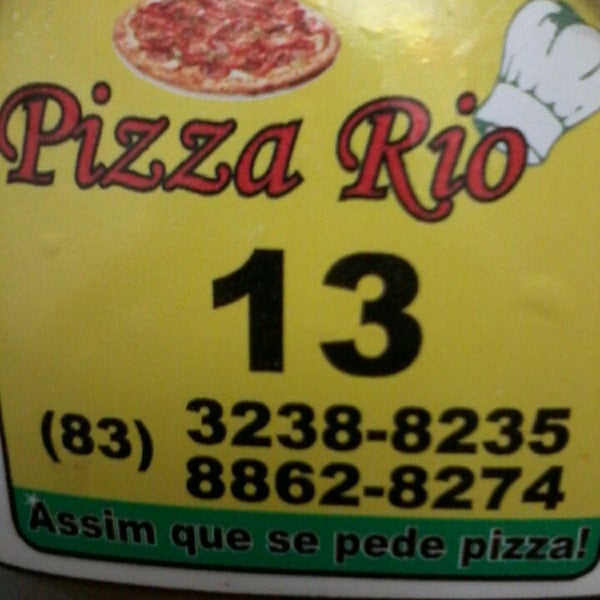 Pizza Rio
13
(83) 3238-8235
8862-8274
Assim que se pede pizza!